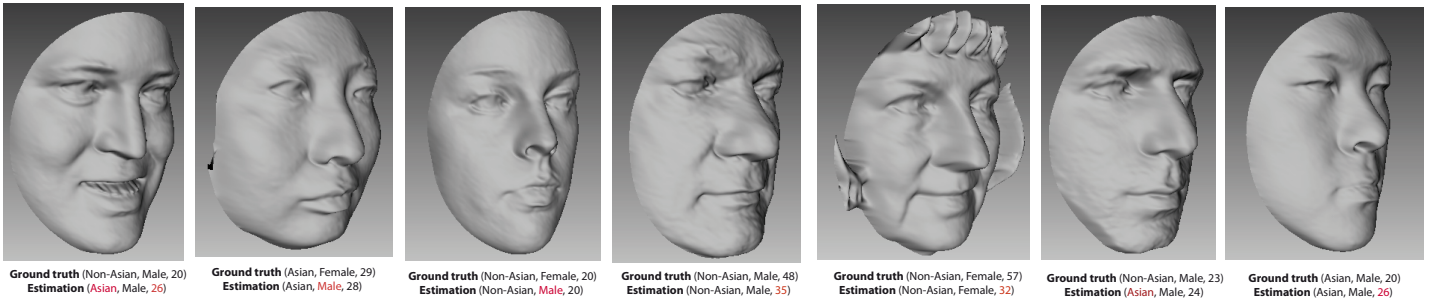 Ground truth (Non-Asian, Male, 20)
Estimation (Asian, Male, 26)
Ground truth (Asian, Female, 29)
Estimation (Asian, Male, 28)
Ground truth (Non-Asian, Female, 20)
Estimation (Non-Asian, Male, 20)
Ground truth (Non-Asian, Male, 48)
Estimation (Non-Asian, Male, 35)
Ground truth (Non-Asian, Female, 57)
Estimation (Non-Asian, Female, 32)
Ground truth (Non-Asian, Male, 23)
Estimation (Asian, Male, 24)
Ground truth (Asian, Male, 20)
Estimation (Asian, Male, 26)